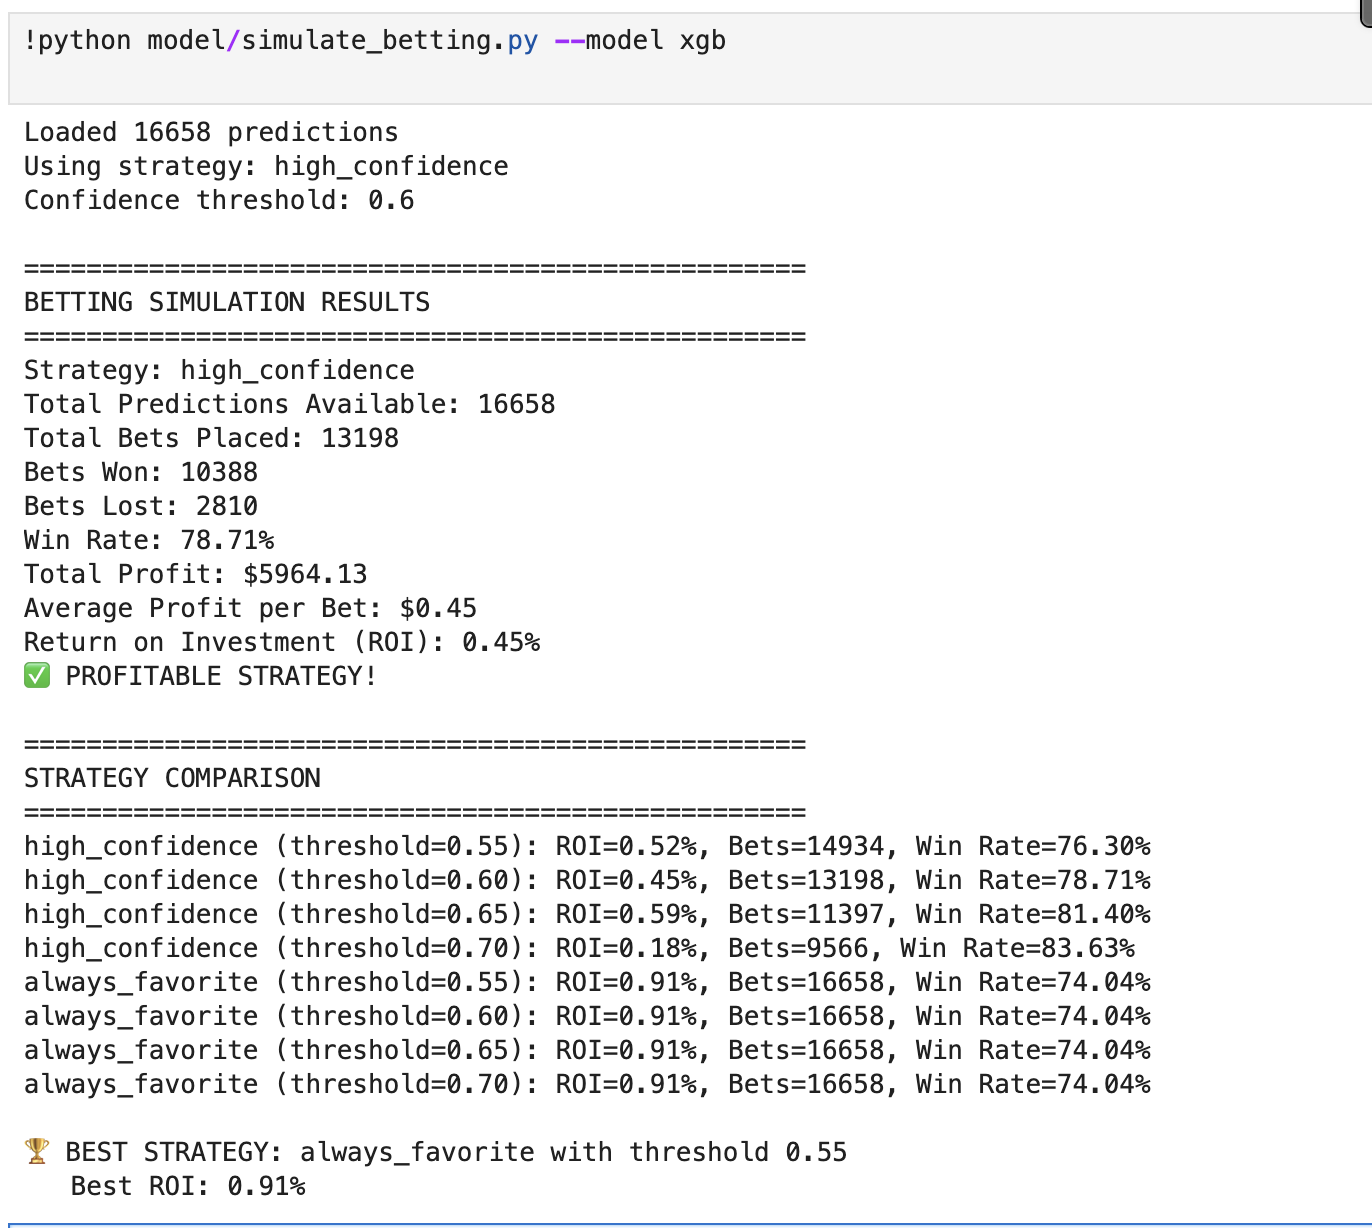 !python model/simulate_betting.py --model xgb
Loaded 16658 predictions
Using strategy: high_confidence
Confidence threshold: 0.6
==================================================
BETTING SIMULATION RESULTS
==================================================
Strategy: high_confidence
Total Predictions Available: 16658
Total Bets Placed: 13198
Bets Won: 10388
Bets Lost: 2810
Win Rate: 78.71%
Total Profit: $5964.13
Average Profit per Bet: $0.45
Return on Investment (ROI): 0.45%
✅ PROFITABLE STRATEGY!
==================================================
STRATEGY COMPARISON
==================================================
high_confidence (threshold=0.55): ROI=0.52%, Bets=14934, Win Rate=76.30%
high_confidence (threshold=0.60): ROI=0.45%, Bets=13198, Win Rate=78.71%
high_confidence (threshold=0.65): ROI=0.59%, Bets=11397, Win Rate=81.40%
high_confidence (threshold=0.70): ROI=0.18%, Bets=9566, Win Rate=83.63%
always_favorite (threshold=0.55): ROI=0.91%, Bets=16658, Win Rate=74.04%
always_favorite (threshold=0.60): ROI=0.91%, Bets=16658, Win Rate=74.04%
always_favorite (threshold=0.65): ROI=0.91%, Bets=16658, Win Rate=74.04%
always_favorite (threshold=0.70): ROI=0.91%, Bets=16658, Win Rate=74.04%
🏆 BEST STRATEGY: always_favorite with threshold 0.55
Best ROI: 0.91%